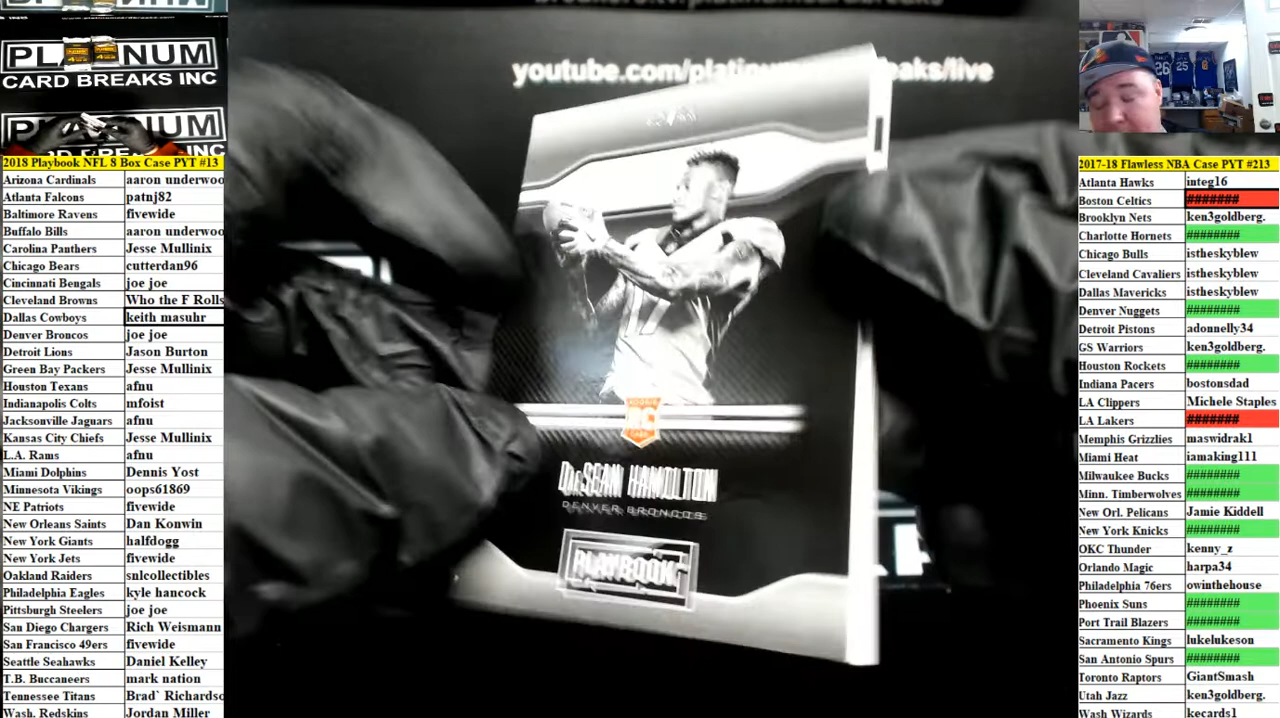 PLATINUM
CARD BREAKS INC
PLATINUM
2018 Playbook NFL 8 Box Case PYT #13
Arizona Cardinals aaron underwoo
Atlanta Falcons patnj82
Baltimore Ravens fivewide
Buffalo Bills aaron underwoo
Carolina Panthers Jesse Mullinix
Chicago Bears cutterdan96
Cincinnati Bengals joe joe
Cleveland Browns Who the F Rolls
Dallas Cowboys keith masuhr
Denver Broncos joe joe
Detroit Lions Jason Burton
Green Bay Packers Jesse Mullinix
Houston Texans afnu
Indianapolis Colts mfoist
Jacksonville Jaguars afnu
Kansas City Chiefs Jesse Mullinix
L.A. Rams afnu
Miami Dolphins Dennis Yost
Minnesota Vikings oops61869
NE Patriots fivewide
New Orleans Saints Dan Konwin
New York Giants halfdogg
New York Jets fivewide
Oakland Raiders snlcollectibles
Philadelphia Eagles kyle hancock
Pittsburgh Steelers joe joe
San Diego Chargers Rich Weismann
San Francisco 49ers fivewide
Seattle Seahawks Daniel Kelley
T.B. Buccaneers mark nation
Tennessee Titans Brad` Richardso
Wash. Redskins Jordan Miller
youtube.com/platin eaks/live
DAESEAN HAMILTON
DENVER BRONCOS
PLAYBOOK
26 25 8
2017-18 Flawless NBA Case PYT #213
Atlanta Hawks integ16
Boston Celtics #######
Brooklyn Nets ken3goldberg.
Charlotte Hornets ########
Chicago Bulls istheskyblew
Cleveland Cavaliers istheskyblew
Dallas Mavericks istheskyblew
Denver Nuggets ########
Detroit Pistons adonnelly34
GS Warriors ken3goldberg.
Houston Rockets ########
Indiana Pacers bostonsdad
LA Clippers Michele Staples
LA Lakers #######
Memphis Grizzlies maswidrak1
Miami Heat iamaking111
Milwaukee Bucks ########
Minn. Timberwolves ########
New Orl. Pelicans Jamie Kiddell
New York Knicks ########
OKC Thunder kenny_z
Orlando Magic harpa34
Philadelphia 76ers owinthehouse
Phoenix Suns ########
Port Trail Blazers ########
Sacramento Kings lukelukeson
San Antonio Spurs ########
Toronto Raptors GiantSmash
Utah Jazz ken3goldberg.
Wash Wizards kecards1